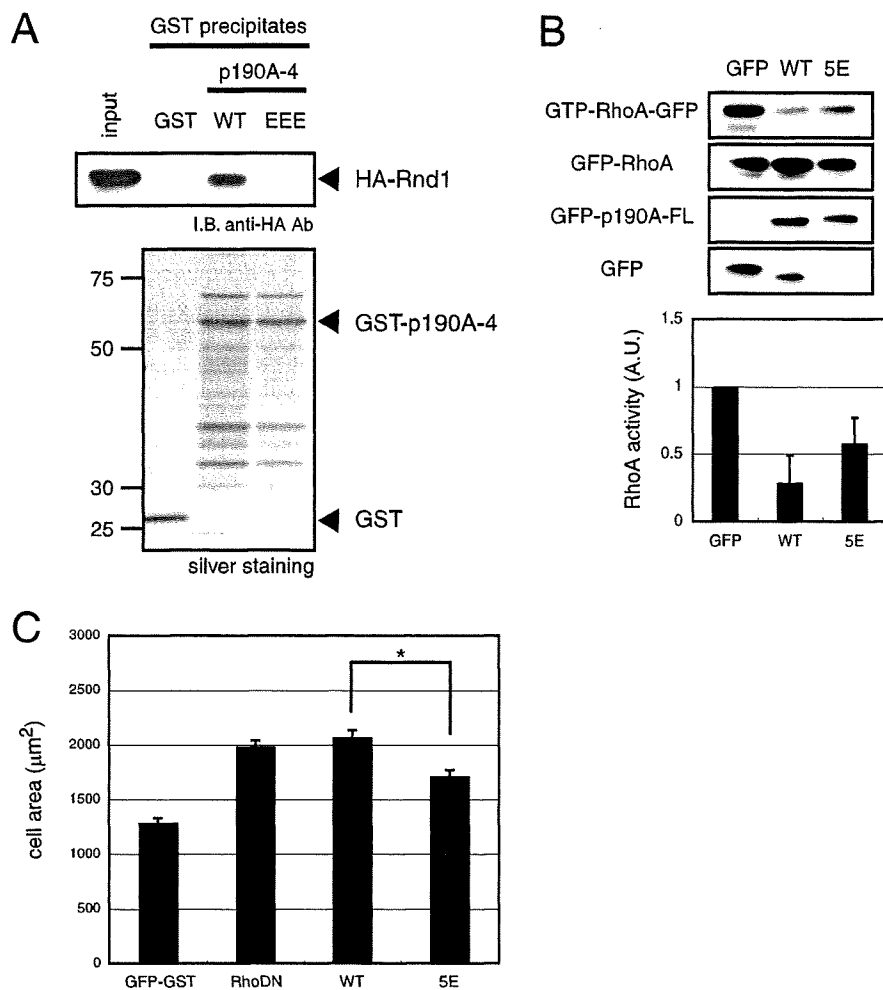 A
GST precipitates
p190A-4
input
GST WT EEE
HA-Rnd1
I.B. anti-HA Ab
75
50
30
25
GST-p190A-4
GST
silver staining
B
GFP WT 5E
GTP-RhoA-GFP
GFP-RhoA
GFP-p190A-FL
GFP
RhoA activity (A.U.)
1.5
1
0.5
0
GFP WT 5E
C
cell area (μm²)
3000
2500
2000
1500
1000
500
0
*
GFP-GST RhoDN WT 5E